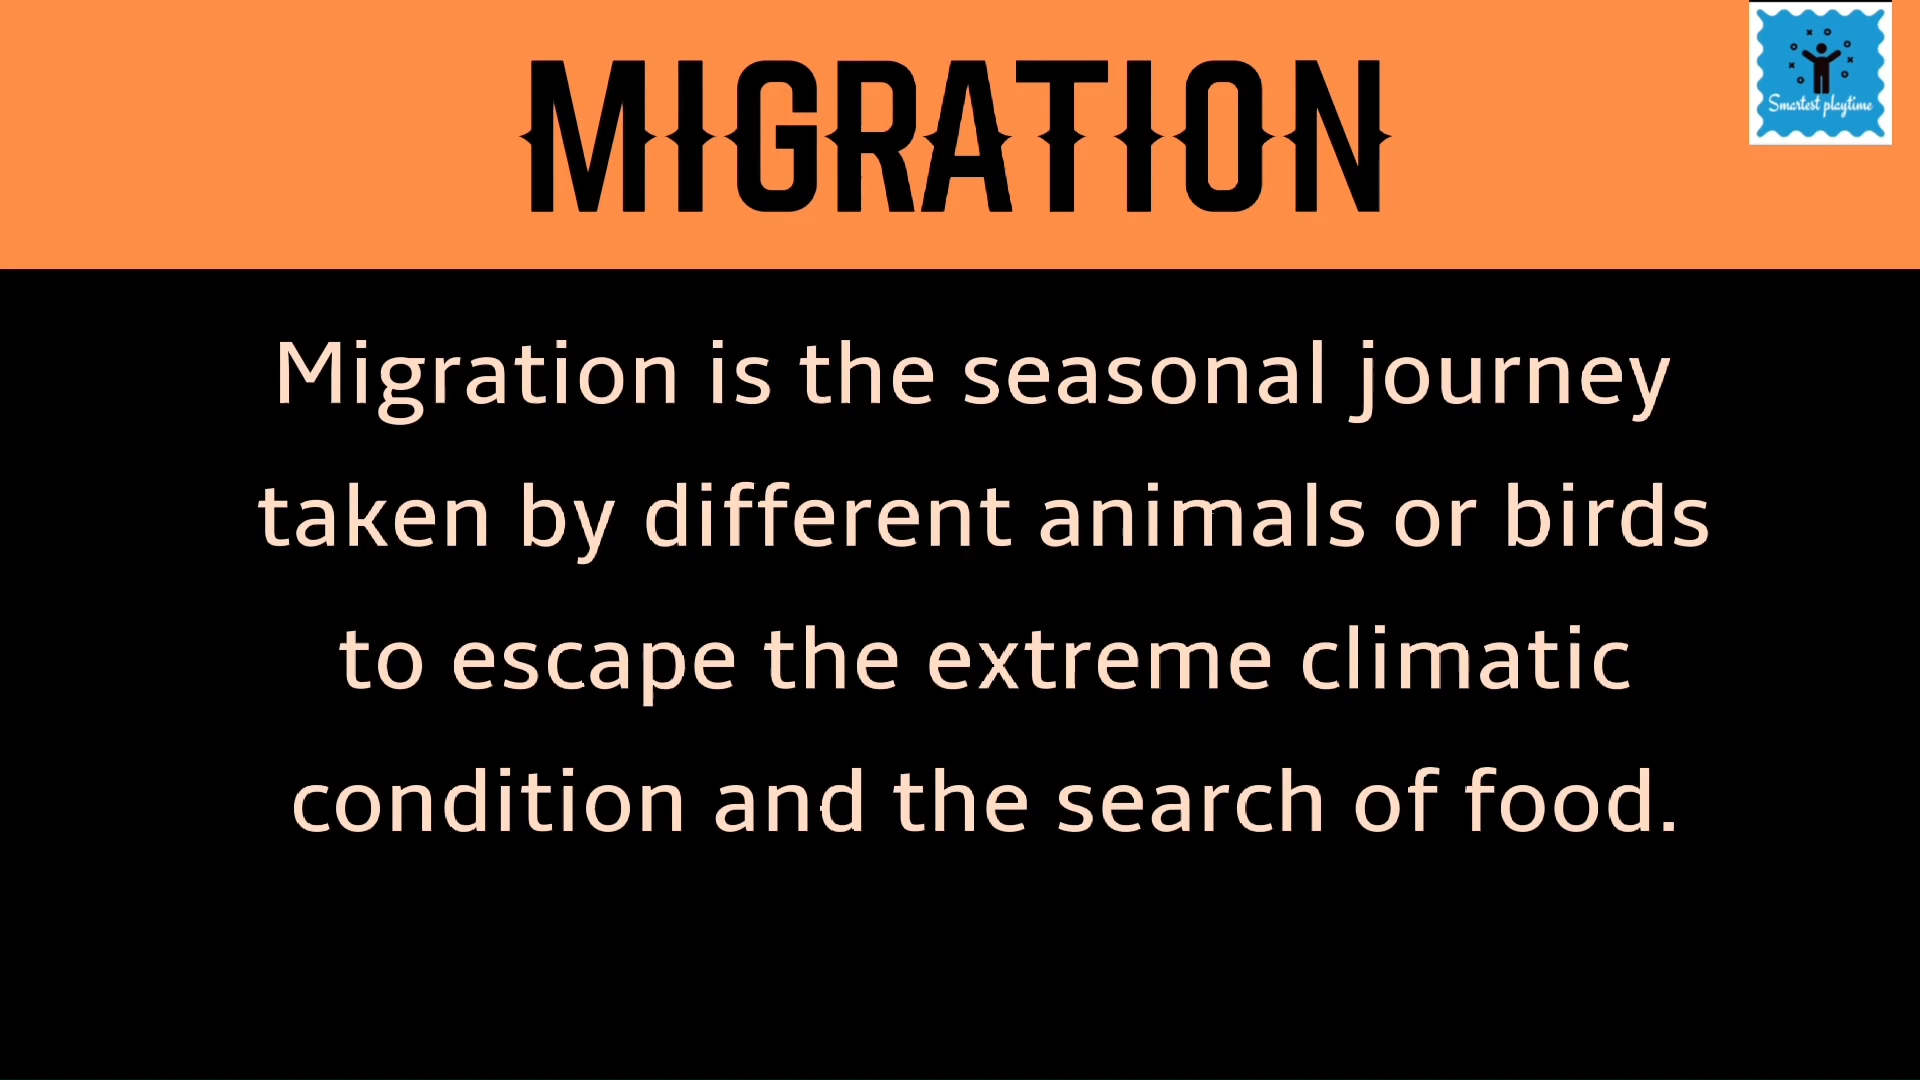 MIGRATION
Smartest playtime
Migration is the seasonal journey
taken by different animals or birds
to escape the extreme climatic
condition and the search of food.